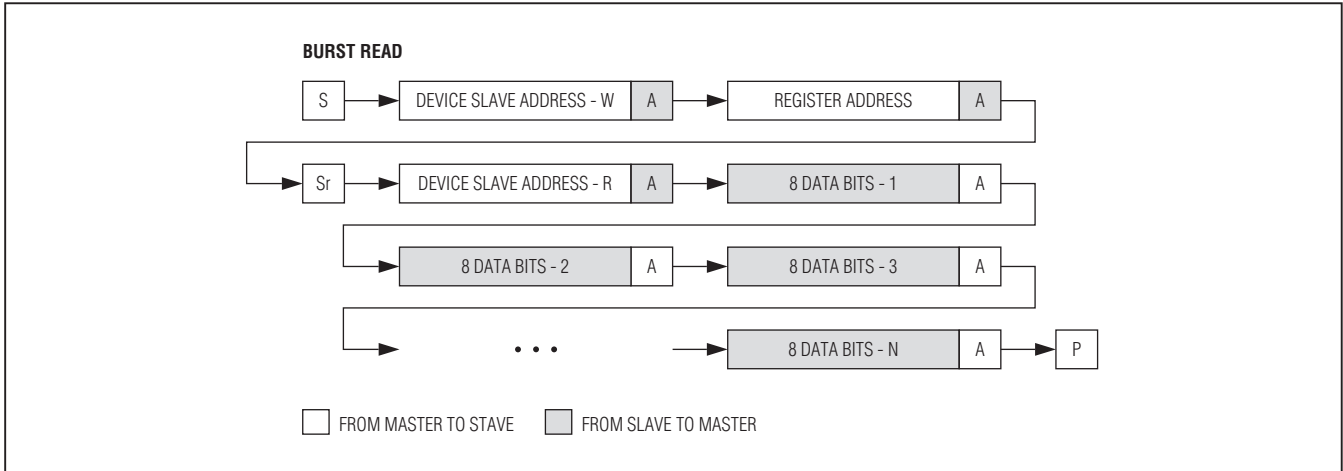 BURST READ
S DEVICE SLAVE ADDRESS - W A REGISTER ADDRESS A
Sr DEVICE SLAVE ADDRESS - R A 8 DATA BITS - 1 A
8 DATA BITS - 2 A 8 DATA BITS - 3 A
• • • 8 DATA BITS - N A P
FROM MASTER TO STAVE FROM SLAVE TO MASTER